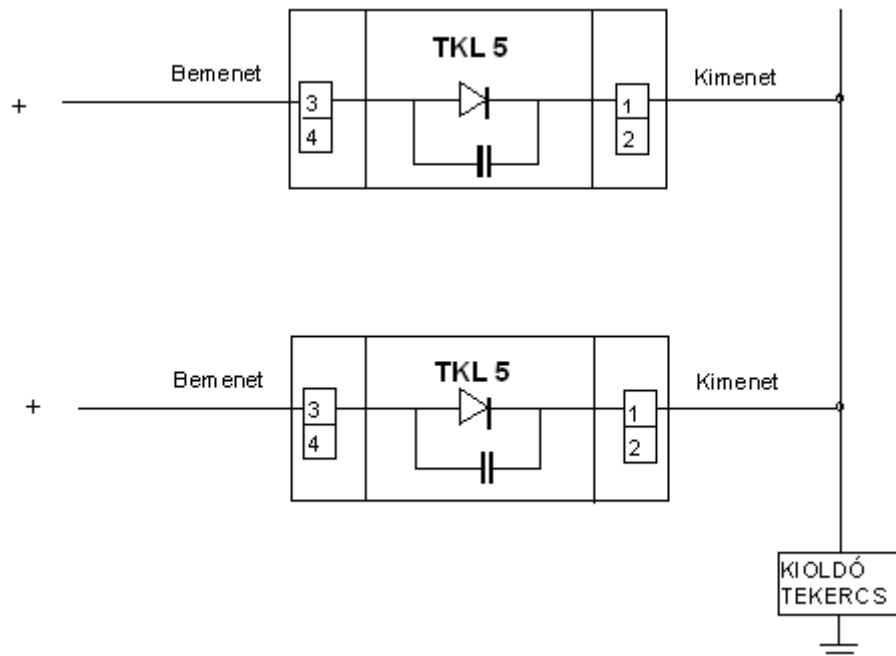 TKL 5
Bemenet
Kimenet
+
3
1
4
2
TKL 5
Bemenet
Kimenet
+
3
1
4
2
KIOLDÓ
TEKERCS